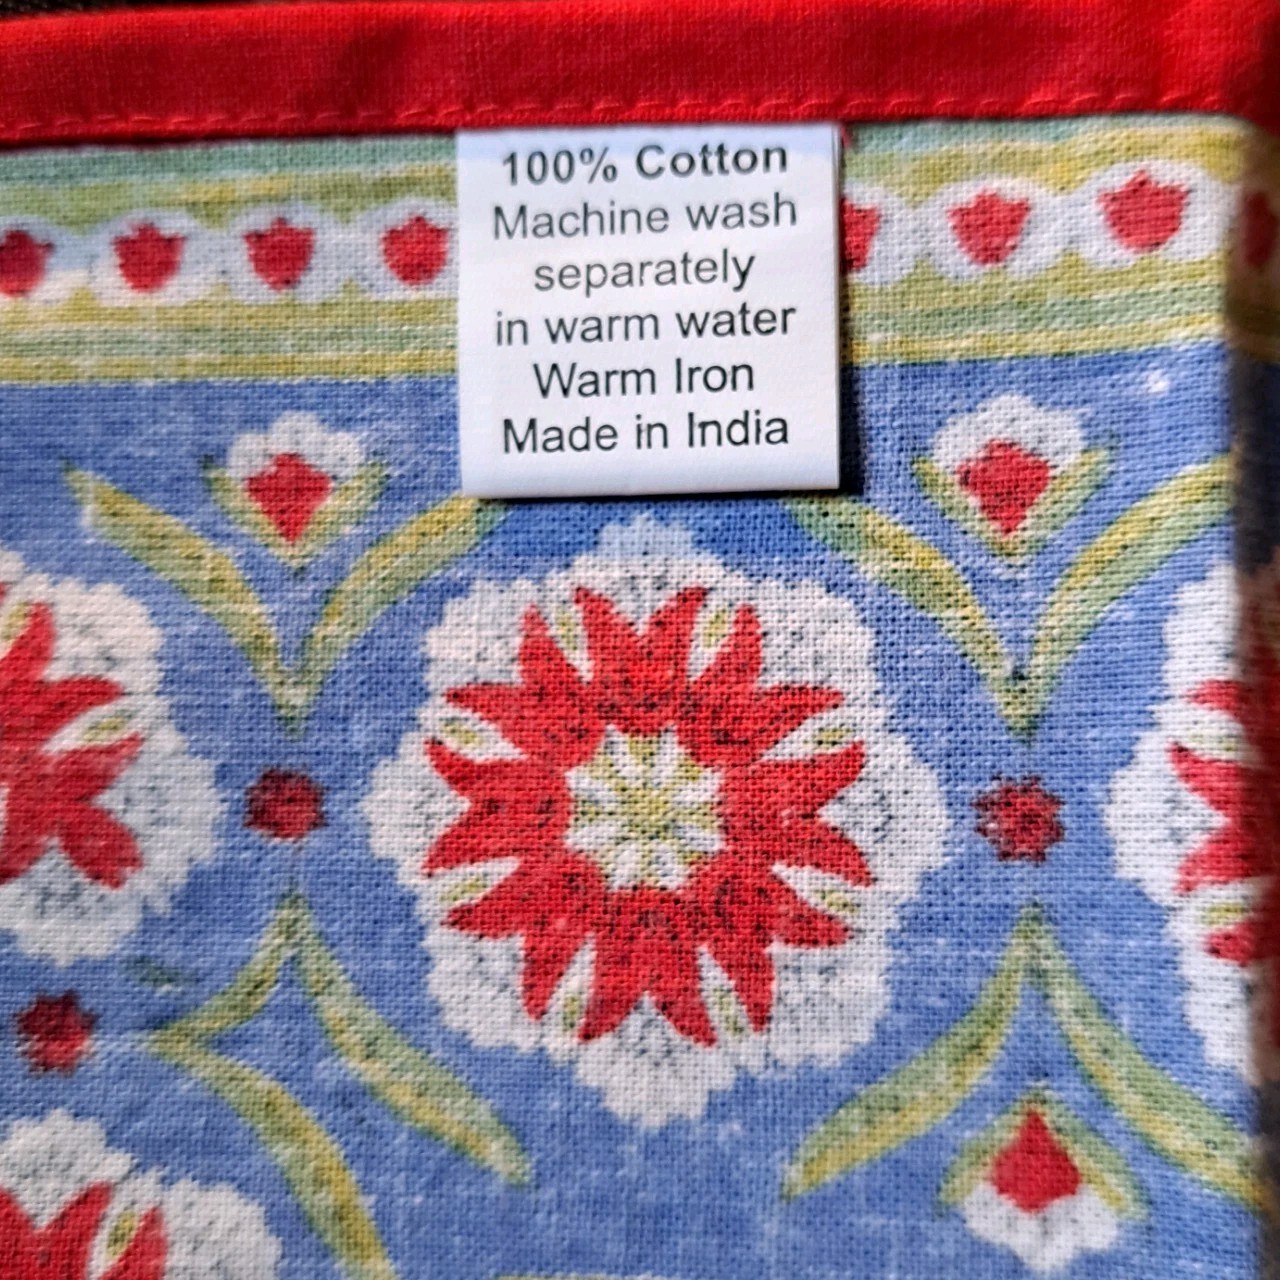 100% Cotton
Machine wash
separately
in warm water
Warm Iron
Made in India